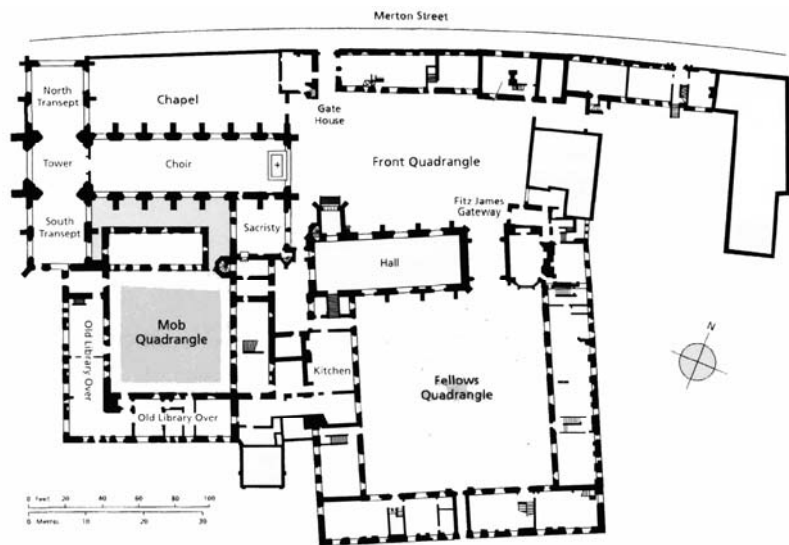 Merton Street
North
Transept
Chapel
Gate
House
Tower
Choir
Front Quadrangle
Fitz James
Gateway
South
Transept
Sacristy
Hall
N
Mob
Quadrangle
Old Library Over
Kitchen
Fellows
Quadrangle
Old Library Over
0 Feet 20 40 60 80 100
0 Metres 10 20 30